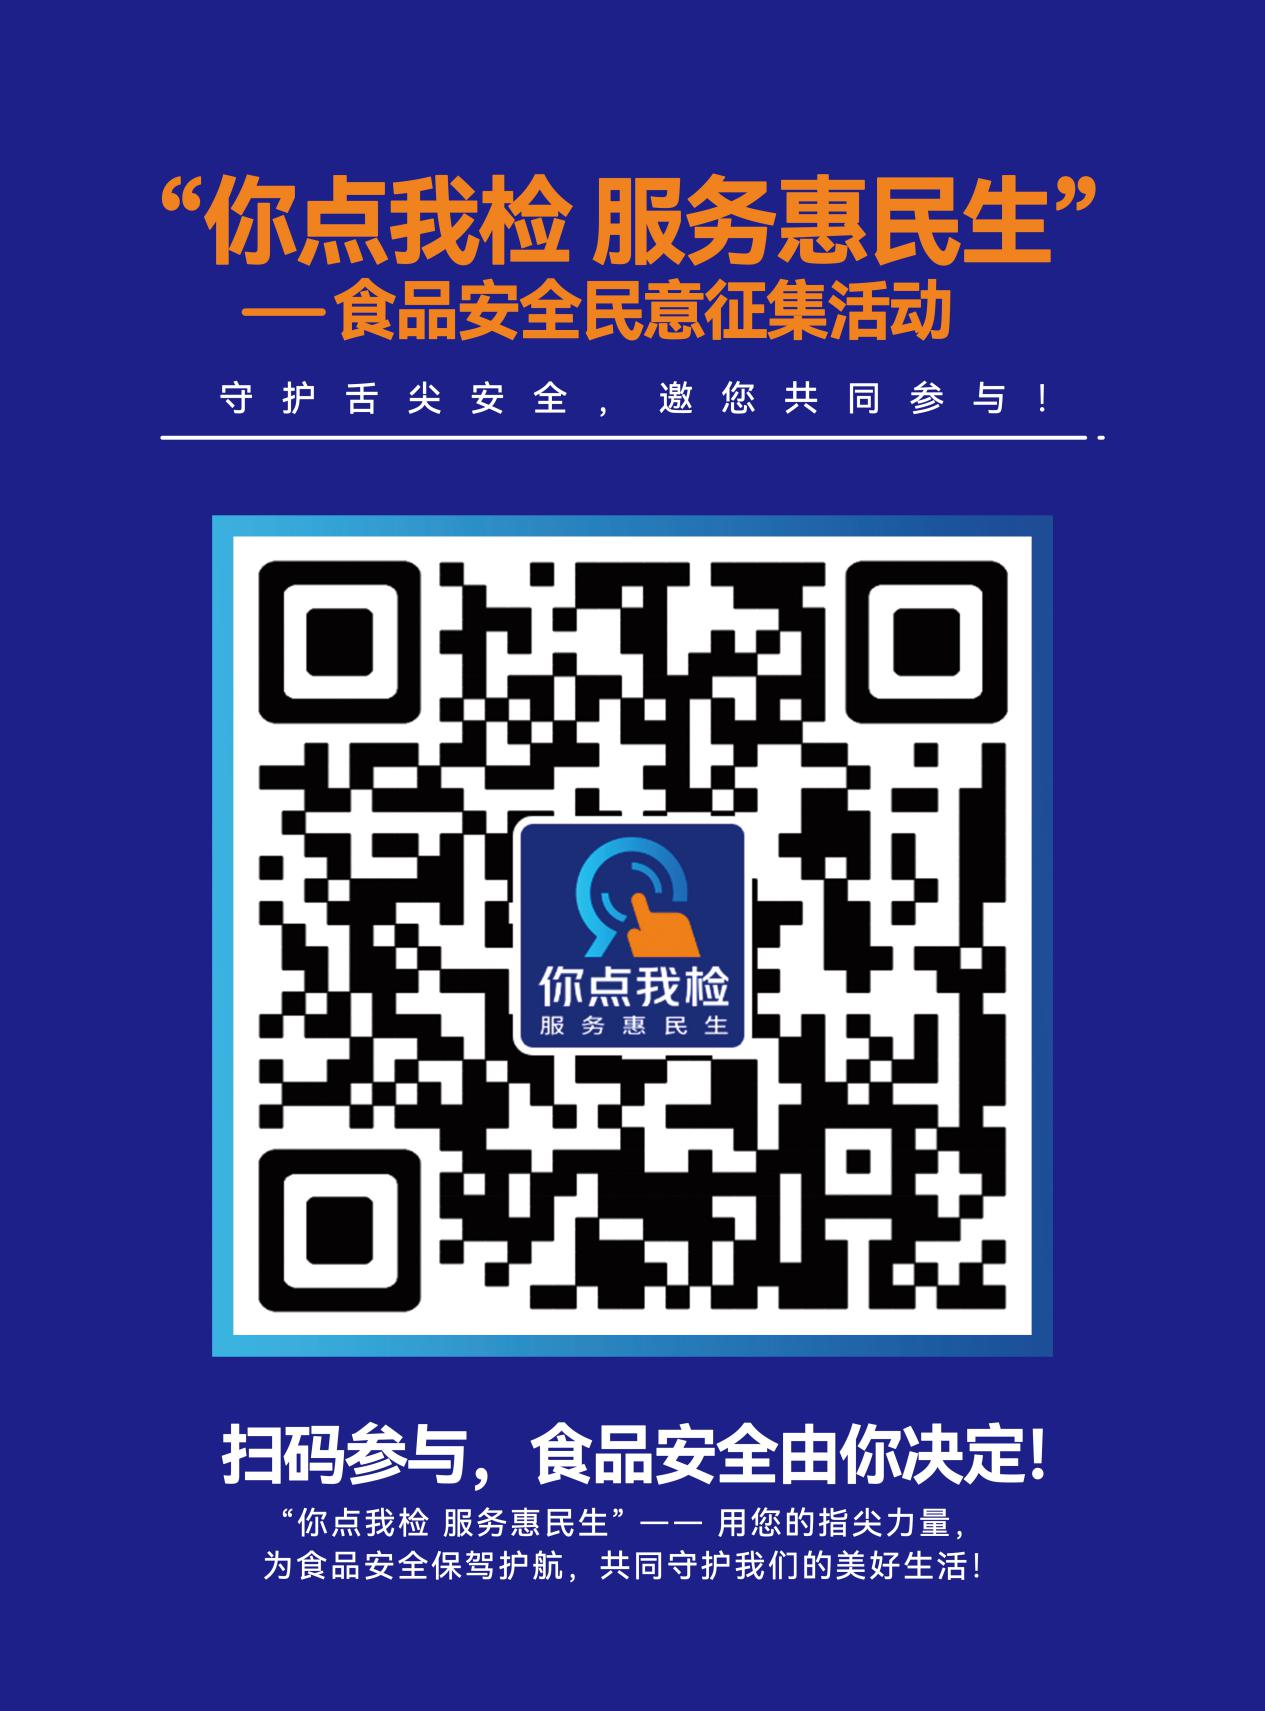 “你点我检 服务惠民生”
—食品安全民意征集活动
守护舌尖安全，邀您共同参与！
你点我检
服务惠民生
扫码参与，食品安全由你决定！
“你点我检 服务惠民生” —— 用您的指尖力量，
为食品安全保驾护航，共同守护我们的美好生活！